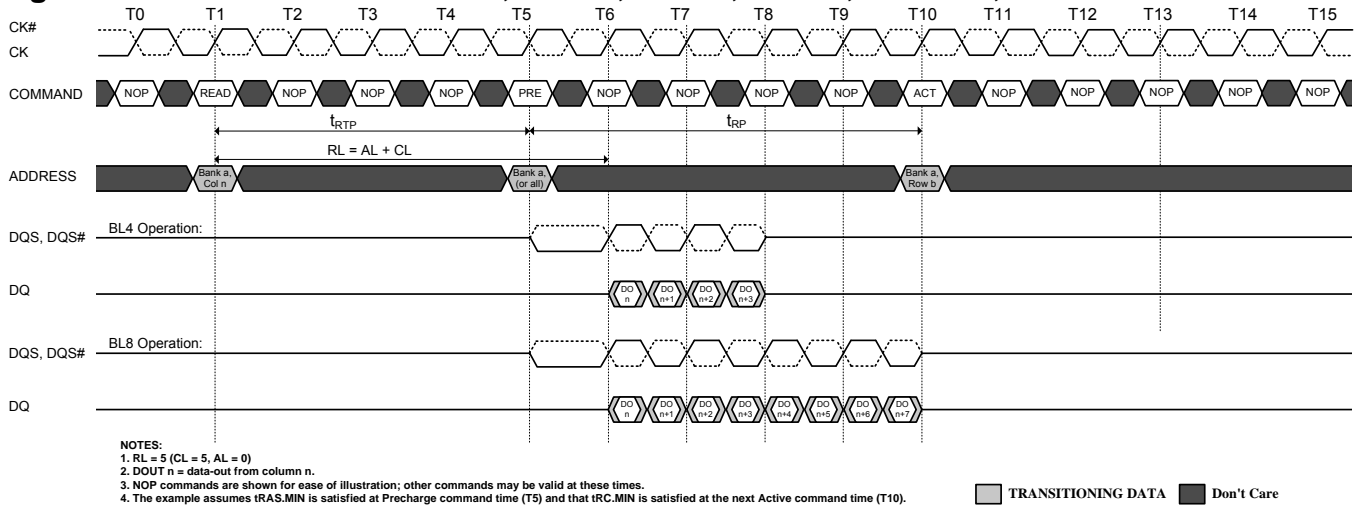 T0 T1 T2 T3 T4 T5 T6 T7 T8 T9 T10 T11 T12 T13 T14 T15
CK#
CK
COMMAND NOP READ NOP NOP NOP PRE NOP NOP NOP NOP ACT NOP NOP NOP NOP NOP
tRTP tRP
RL = AL + CL
ADDRESS
Bank a, Col n
Bank a, (or all)
Bank a, Row b
BL4 Operation:
DQS, DQS#
DQ
DO n DO n+1 DO n+2 DO n+3
BL8 Operation:
DQS, DQS#
DQ
DO n DO n+1 DO n+2 DO n+3 DO n+4 DO n+5 DO n+6 DO n+7
NOTES:
1. RL = 5 (CL = 5, AL = 0)
2. DOUT n = data-out from column n.
3. NOP commands are shown for ease of illustration; other commands may be valid at these times.
4. The example assumes tRAS.MIN is satisfied at Precharge command time (T5) and that tRC.MIN is satisfied at the next Active command time (T10).
TRANSITIONING DATA Don't Care